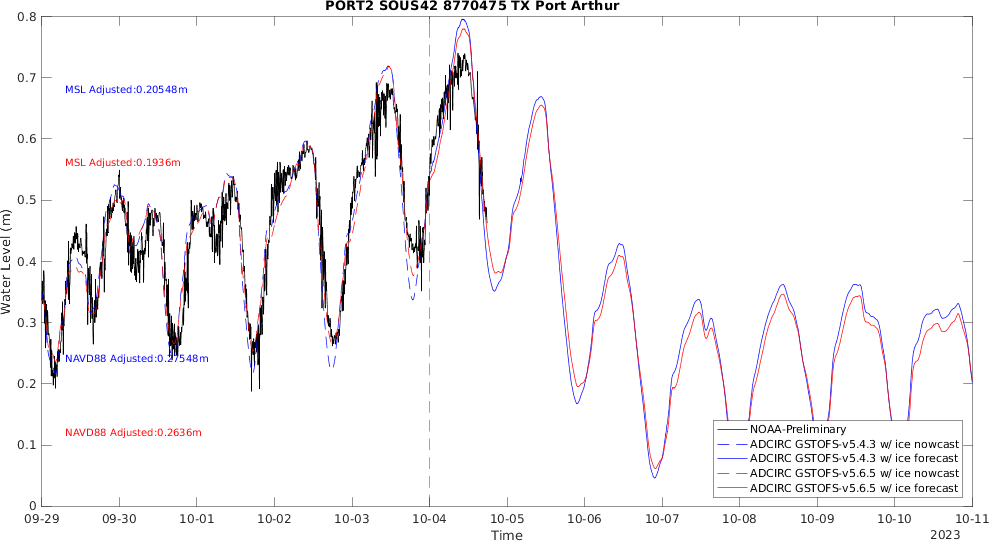 PORT2 SOUS42 8770475 TX Port Arthur
0.8
0.7
0.6
0.5
0.4
0.3
0.2
0.1
0
Water Level (m)
MSL Adjusted:0.20548m
MSL Adjusted:0.1936m
NAVD88 Adjusted:0.27548m
NAVD88 Adjusted:0.2636m
NOAA-Preliminary
ADCIRC GSTOFS-v5.4.3 w/ ice nowcast
ADCIRC GSTOFS-v5.4.3 w/ ice forecast
ADCIRC GSTOFS-v5.6.5 w/ ice nowcast
ADCIRC GSTOFS-v5.6.5 w/ ice forecast
09-29 09-30 10-01 10-02 10-03 10-04 10-05 10-06 10-07 10-08 10-09 10-10 10-11
Time
2023